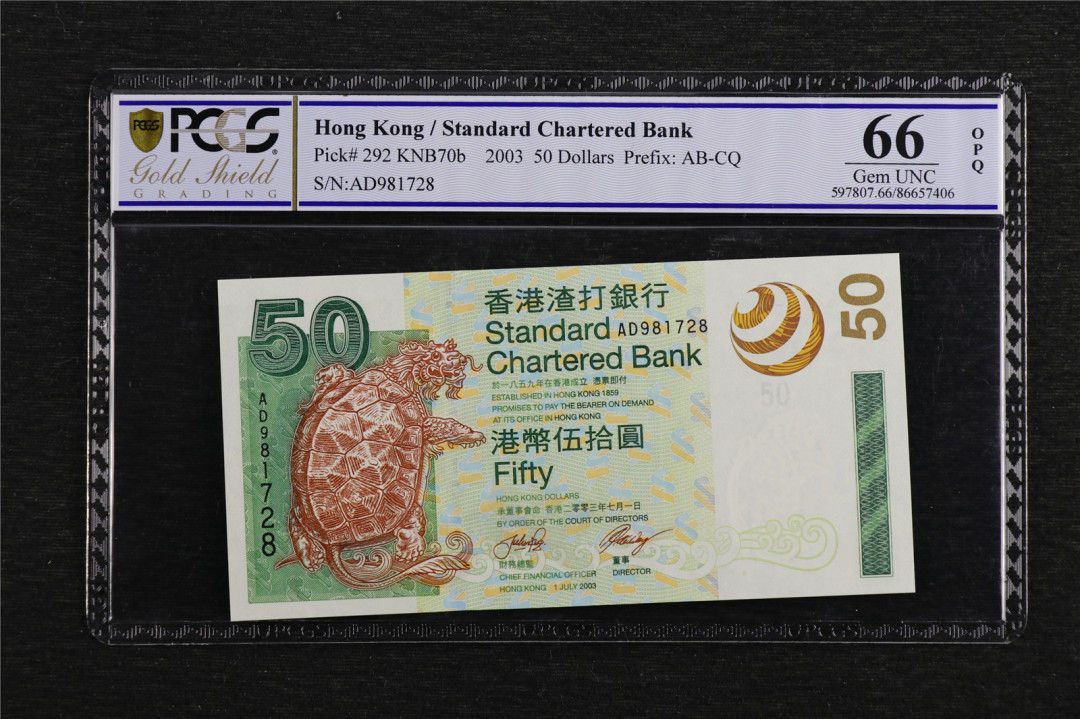 PCGS
PCGS
Gold Shield
GRADING
Hong Kong / Standard Chartered Bank
Pick# 292 KNB70b 2003 50 Dollars Prefix: AB-CQ
S/N:AD981728
66
Gem UNC
597807.66/86657406
OPQ
50
香港渣打銀行
Standard
AD981728
Chartered Bank
於一八五九年在香港成立 憑票即付
ESTABLISHED IN HONG KONG 1859
PROMISES TO PAY THE BEARER ON DEMAND
AT ITS OFFICE IN HONG KONG
港幣伍拾圓
Fifty
HONG KONG DOLLARS
承董事會命 香港二零零三年七月一日
BY ORDER OF THE COURT OF DIRECTORS
財務總監
董事
CHIEF FINANCIAL OFFICER
DIRECTOR
HONG KONG 1 JULY 2003
AD981728
50
50